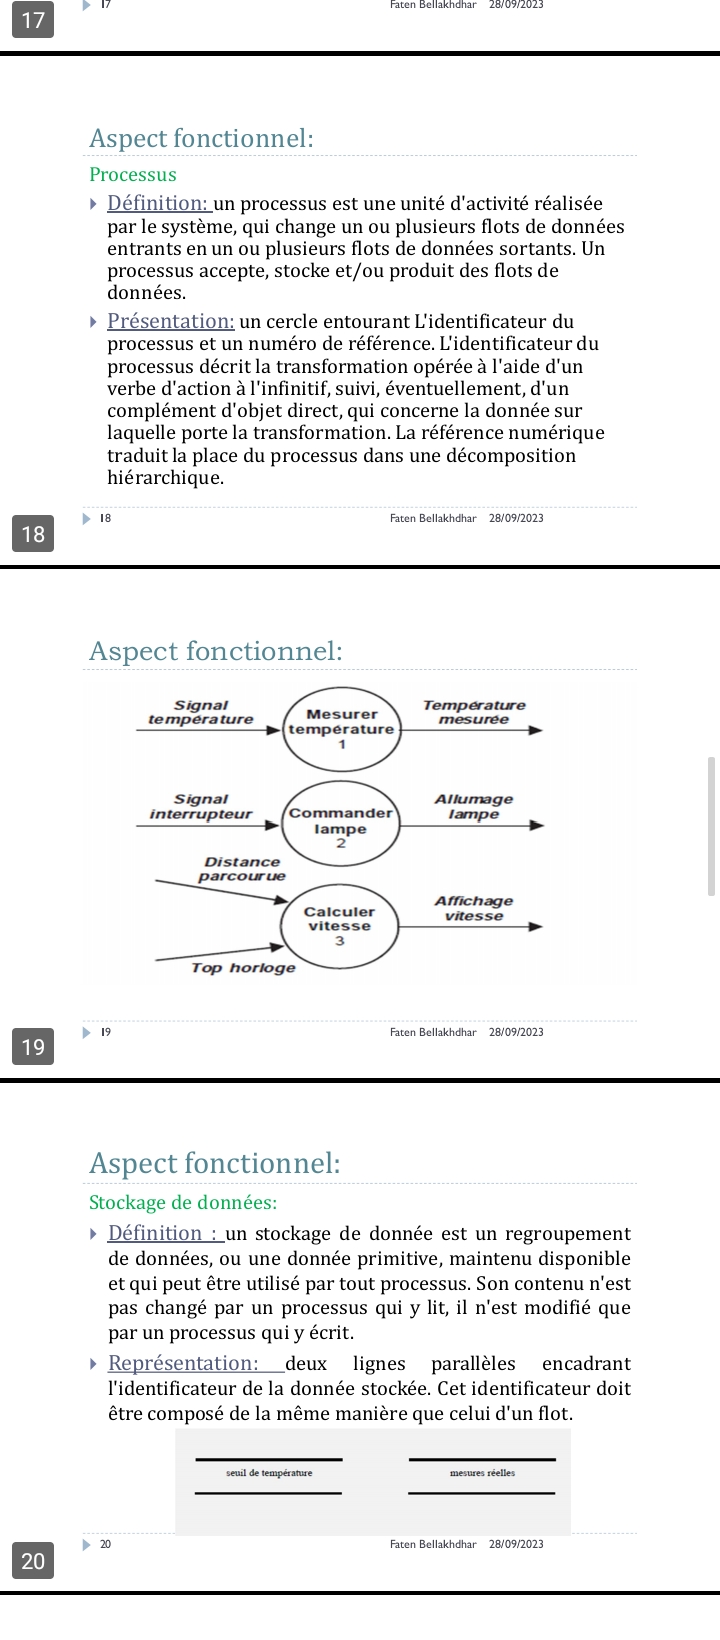 17
17
Faten Bellakhdhar 28/09/2023
Aspect fonctionnel:
Processus
Définition: un processus est une unité d'activité réalisée
par le système, qui change un ou plusieurs flots de données
entrants en un ou plusieurs flots de données sortants. Un
processus accepte, stocke et/ou produit des flots de
données.
Présentation: un cercle entourant L'identificateur du
processus et un numéro de référence. L'identificateur du
processus décrit la transformation opérée à l'aide d'un
verbe d'action à l'infinitif, suivi, éventuellement, d'un
complément d'objet direct, qui concerne la donnée sur
laquelle porte la transformation. La référence numérique
traduit la place du processus dans une décomposition
hiérarchique.
18
18
Faten Bellakhdhar 28/09/2023
Aspect fonctionnel:
Signal
température
Mesurer
température
1
Température
mesurée
Signal
interrupteur
Commander
lampe
2
Allumage
lampe
Distance
parcourue
Calculer
vitesse
3
Affichage
vitesse
Top horloge
19
19
Faten Bellakhdhar 28/09/2023
Aspect fonctionnel:
Stockage de données:
Définition : un stockage de donnée est un regroupement
de données, ou une donnée primitive, maintenu disponible
et qui peut être utilisé par tout processus. Son contenu n'est
pas changé par un processus qui y lit, il n'est modifié que
par un processus qui y écrit.
Représentation: deux lignes parallèles encadrant
l'identificateur de la donnée stockée. Cet identificateur doit
être composé de la même manière que celui d'un flot.
seuil de température
mesures réelles
20
20
Faten Bellakhdhar 28/09/2023